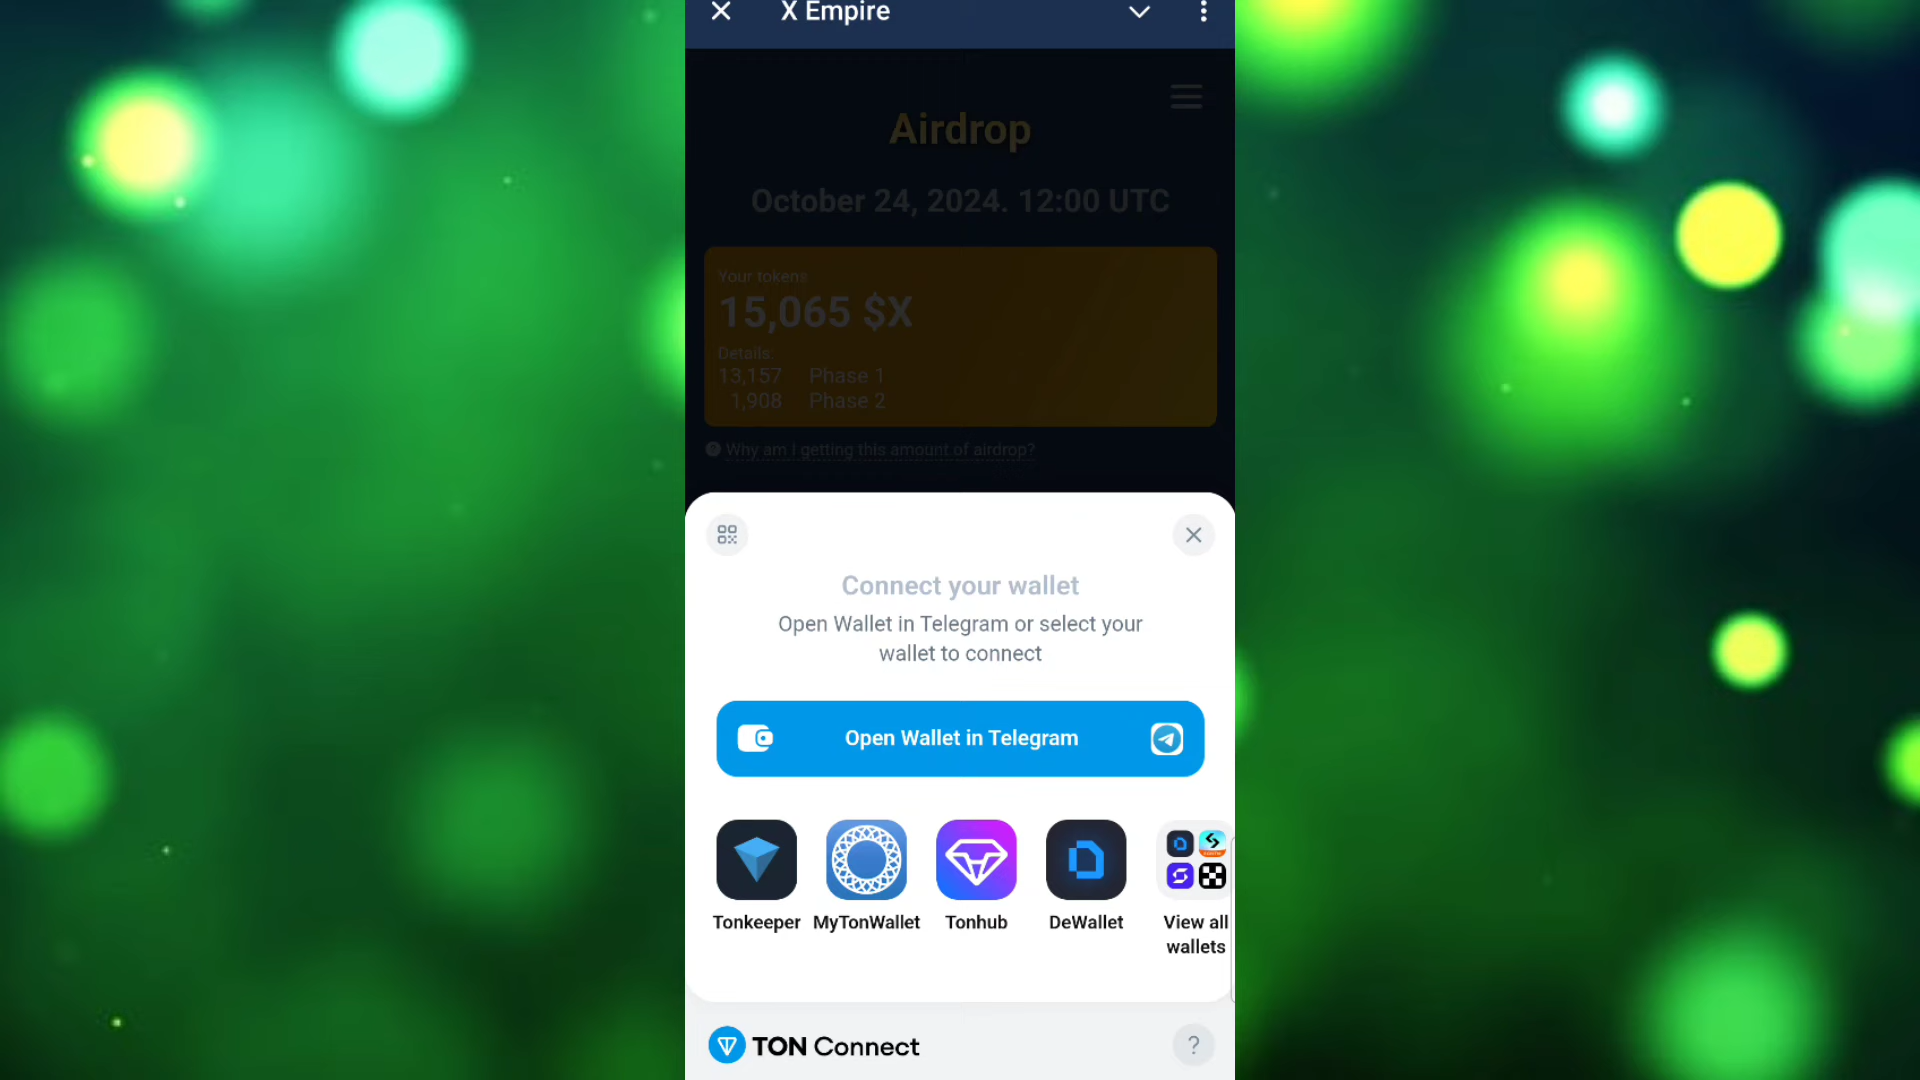 X Empire
Airdrop
October 24, 2024. 12:00 UTC
Your tokens
15,065 $X
Details:
13,157 Phase 1
1,908 Phase 2
Why am I getting this amount of airdrop?
Connect your wallet
Open Wallet in Telegram or select your
wallet to connect
Open Wallet in Telegram
Tonkeeper
MyTonWallet
Tonhub
DeWallet
View all
wallets
TON Connect
?